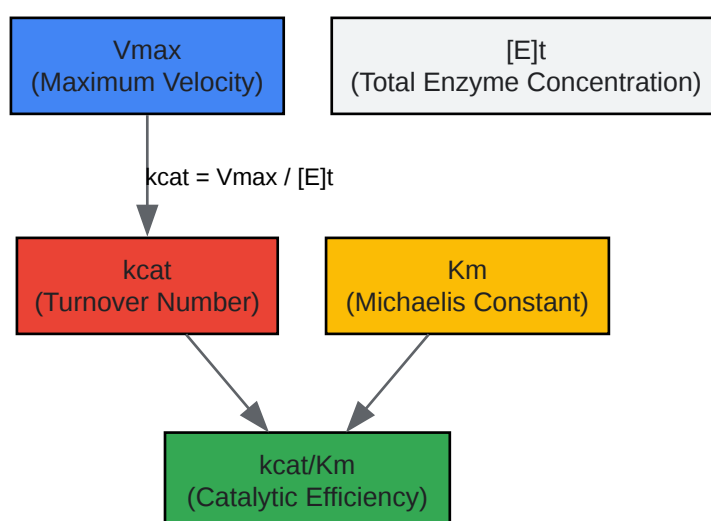 Vmax
(Maximum Velocity)
[E]t
(Total Enzyme Concentration)
kcat = Vmax / [E]t
kcat
(Turnover Number)
Km
(Michaelis Constant)
kcat/Km
(Catalytic Efficiency)